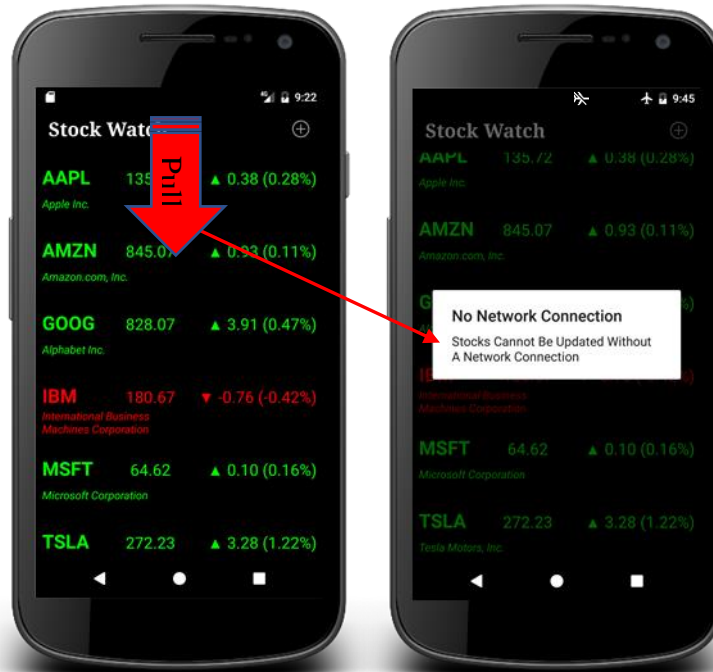 4G 9:22
Stock Watch
Pull
AAPL 135 ▲ 0.38 (0.28%)
Apple Inc.
AMZN 845.07 ▲ 0.93 (0.11%)
Amazon.com, Inc.
GOOG 828.07 ▲ 3.91 (0.47%)
Alphabet Inc.
IBM 180.67 ▼ -0.76 (-0.42%)
International Business
Machines Corporation
MSFT 64.62 ▲ 0.10 (0.16%)
Microsoft Corporation
TSLA 272.23 ▲ 3.28 (1.22%)
9:45
Stock Watch
AAPL 135.72 ▲ 0.38 (0.28%)
Apple Inc.
AMZN 845.07 ▲ 0.93 (0.11%)
Amazon.com, Inc.
No Network Connection
Stocks Cannot Be Updated Without
A Network Connection
International Business
Machines Corporation
MSFT 64.62 ▲ 0.10 (0.16%)
Microsoft Corporation
TSLA 272.23 ▲ 3.28 (1.22%)
Tesla Motors, Inc.